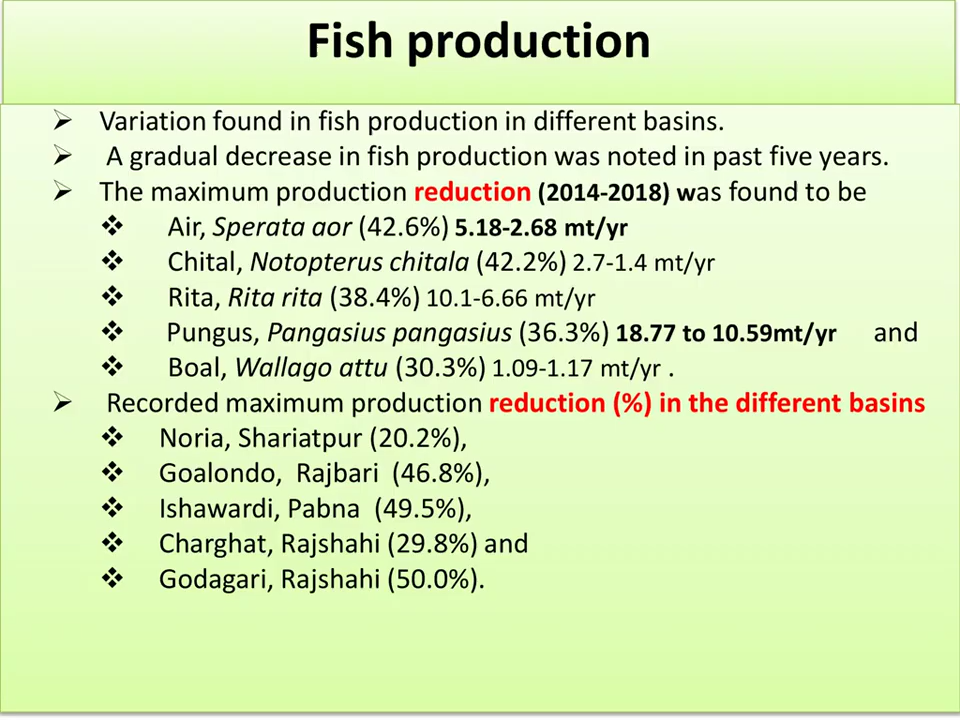 Fish production
➢ Variation found in fish production in different basins.
➢ A gradual decrease in fish production was noted in past five years.
➢ The maximum production reduction (2014-2018) was found to be
❖ Air, Sperata aor (42.6%) 5.18-2.68 mt/yr
❖ Chital, Notopterus chitala (42.2%) 2.7-1.4 mt/yr
❖ Rita, Rita rita (38.4%) 10.1-6.66 mt/yr
❖ Pungus, Pangasius pangasius (36.3%) 18.77 to 10.59mt/yr and
❖ Boal, Wallago attu (30.3%) 1.09-1.17 mt/yr .
➢ Recorded maximum production reduction (%) in the different basins
❖ Noria, Shariatpur (20.2%),
❖ Goalondo, Rajbari (46.8%),
❖ Ishawardi, Pabna (49.5%),
❖ Charghat, Rajshahi (29.8%) and
❖ Godagari, Rajshahi (50.0%).